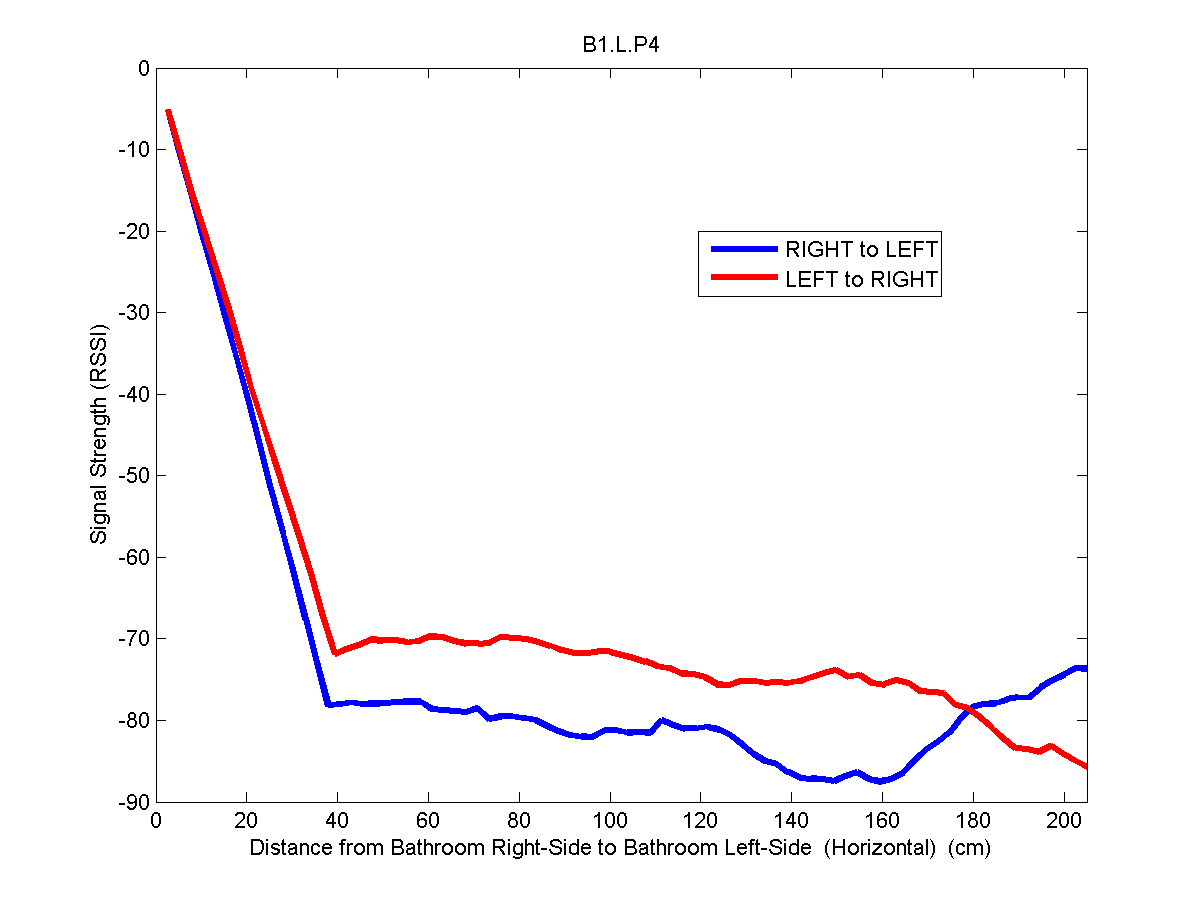 B1.L.P4
0
-10
-20
-30
-40
-50
-60
-70
-80
-90
Signal Strength (RSSI)
RIGHT to LEFT
LEFT to RIGHT
0 20 40 60 80 100 120 140 160 180 200
Distance from Bathroom Right-Side to Bathroom Left-Side  (Horizontal)  (cm)